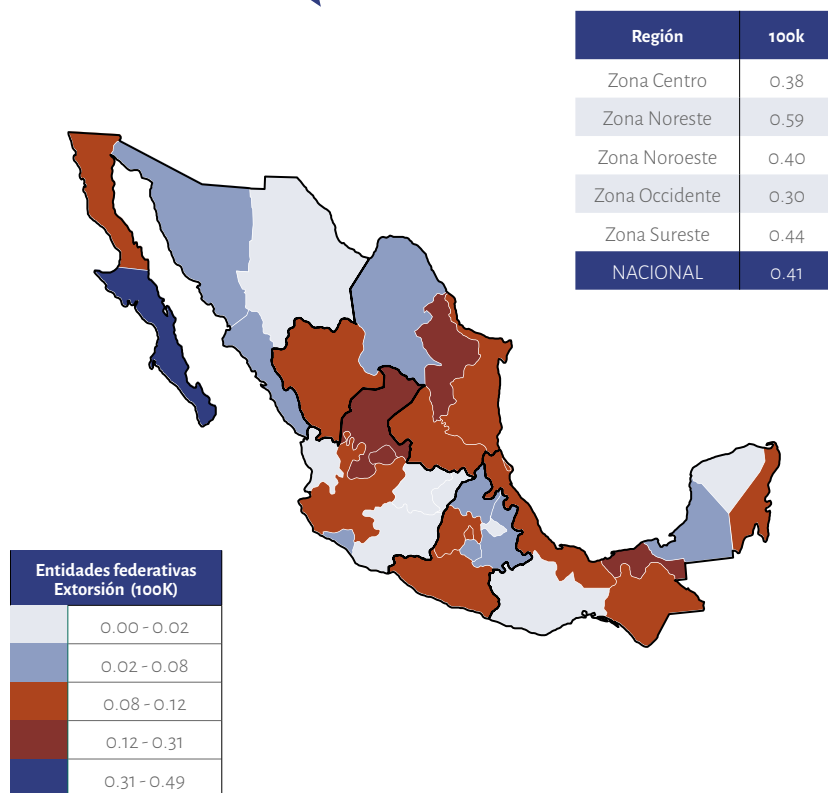 Región 100k
Zona Centro 0.38
Zona Noreste 0.59
Zona Noroeste 0.40
Zona Occidente 0.30
Zona Sureste 0.44
NACIONAL 0.41
Entidades federativas
Extorsión (100K)
0.00 - 0.02
0.02 - 0.08
0.08 - 0.12
0.12 - 0.31
0.31 - 0.49